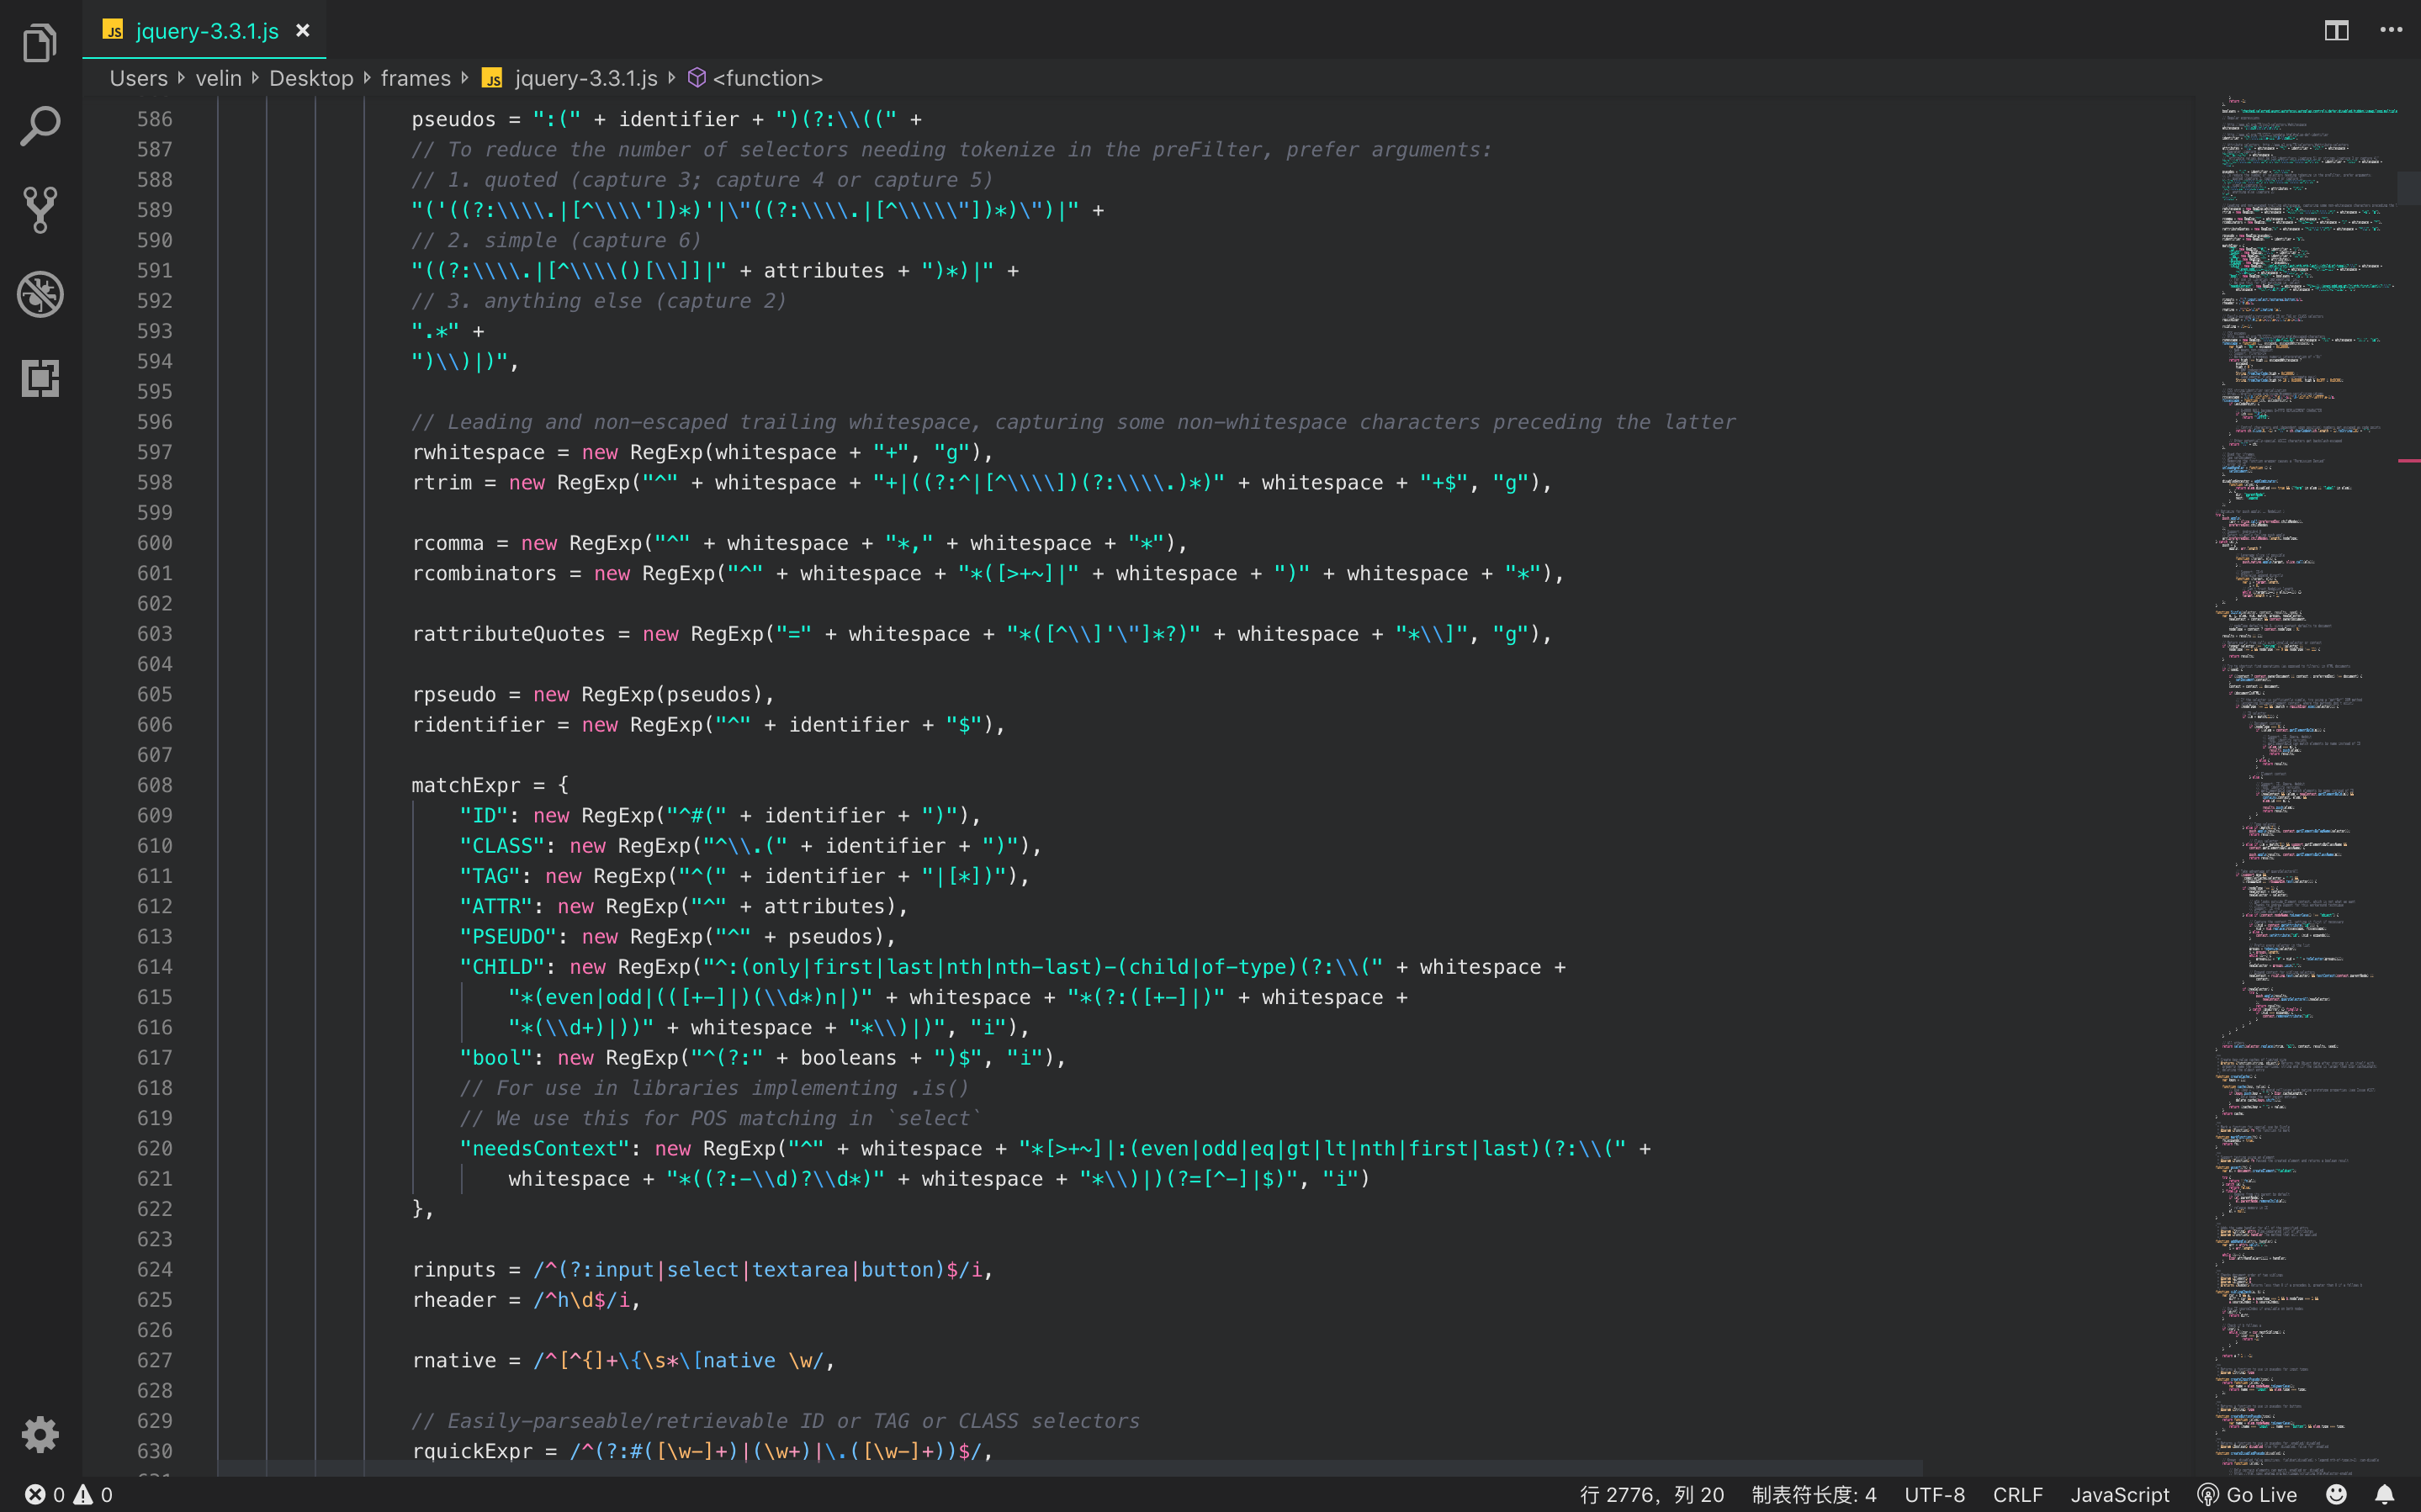 JS jquery-3.3.1.js ×
Users velin Desktop frames JS jquery-3.3.1.js <function>
586 pseudos = ":(" + identifier + ")(?:\\((" +
587 // To reduce the number of selectors needing tokenize in the preFilter, prefer arguments:
588 // 1. quoted (capture 3; capture 4 or capture 5)
589 "('((?:\\\\.|[^\\\\'])*)'|\"((?:\\\\.|[^\\\\\"])*)\")|" +
590 // 2. simple (capture 6)
591 "((?:\\\\.|[^\\\\()[\\]]|" + attributes + ")*)|" +
592 // 3. anything else (capture 2)
593 ".*" +
594 ")\\)|)",
595
596 // Leading and non-escaped trailing whitespace, capturing some non-whitespace characters preceding the latter
597 rwhitespace = new RegExp(whitespace + "+", "g"),
598 rtrim = new RegExp("^" + whitespace + "+|((?:^|[^\\\\])(?:\\\\.)*)" + whitespace + "+$", "g"),
599
600 rcomma = new RegExp("^" + whitespace + "*," + whitespace + "*"),
601 rcombinators = new RegExp("^" + whitespace + "*([>+~]|" + whitespace + ")" + whitespace + "*"),
602
603 rattributeQuotes = new RegExp("=" + whitespace + "*([^\\]'\"]*?)" + whitespace + "*\\]", "g"),
604
605 rpseudo = new RegExp(pseudos),
606 ridentifier = new RegExp("^" + identifier + "$"),
607
608 matchExpr = {
609 "ID": new RegExp("^#(" + identifier + ")"),
610 "CLASS": new RegExp("^\\.(" + identifier + ")"),
611 "TAG": new RegExp("^(" + identifier + "|[*])"),
612 "ATTR": new RegExp("^" + attributes),
613 "PSEUDO": new RegExp("^" + pseudos),
614 "CHILD": new RegExp("^:(only|first|last|nth|nth-last)-(child|of-type)(?:\\(" + whitespace +
615 "*(even|odd|(([+-]|)(\\d*)n|)" + whitespace + "*(?:([+-]|)" + whitespace +
616 "*(\\d+)|))" + whitespace + "*\\)|)", "i"),
617 "bool": new RegExp("^(?:" + booleans + ")$", "i"),
618 // For use in libraries implementing .is()
619 // We use this for POS matching in `select`
620 "needsContext": new RegExp("^" + whitespace + "*[>+~]|:(even|odd|eq|gt|lt|nth|first|last)(?:\\(" +
621 whitespace + "*((?:-\\d)?\\d*)" + whitespace + "*\\)|)(?=[^-]|$)", "i")
622 },
623
624 rinputs = /^(?:input|select|textarea|button)$/i,
625 rheader = /^h\d$/i,
626
627 rnative = /^[^{]+\{\s*\[native \w/,
628
629 // Easily-parseable/retrievable ID or TAG or CLASS selectors
630 rquickExpr = /^(?:#([\w-]+)|(\w+)|\.([\w-]+))$/,
0 0 行 2776，列 20 制表符长度: 4 UTF-8 CRLF JavaScript Go Live